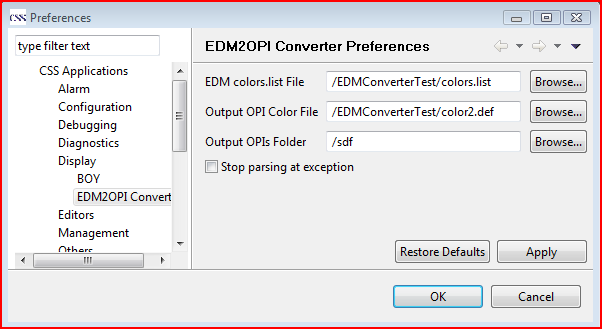 CSS Preferences
type filter text
CSS Applications
Alarm
Configuration
Debugging
Diagnostics
Display
BOY
EDM2OPI Convert
Editors
Management
Others
EDM2OPI Converter Preferences
EDM colors.list File /EDMConverterTest/colors.list Browse...
Output OPI Color File /EDMConverterTest/color2.def Browse...
Output OPIs Folder /sdf Browse...
Stop parsing at exception
Restore Defaults Apply
OK Cancel